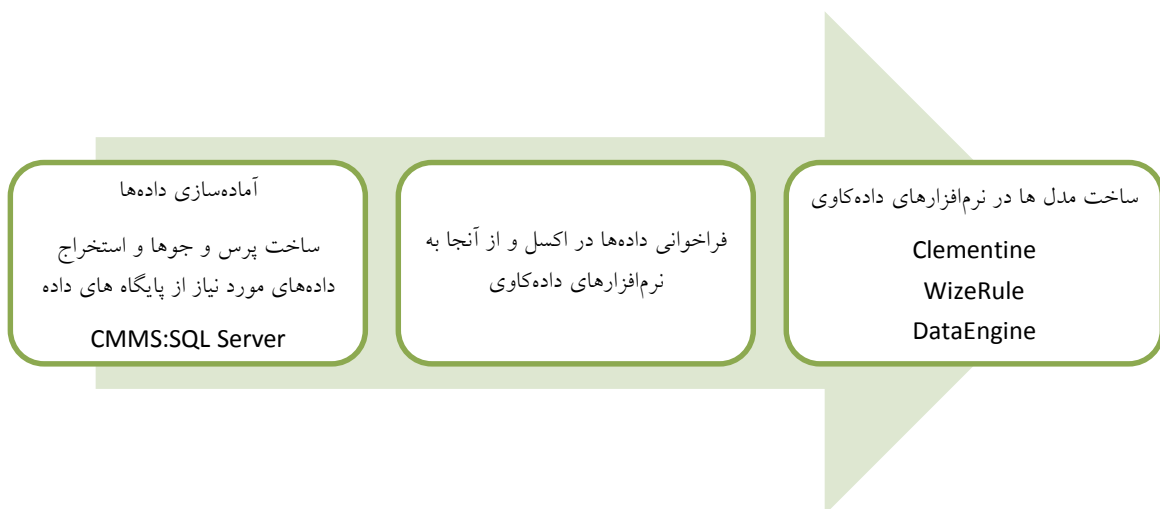 آماده‌سازی داده‌ها
ساخت پرس و جوها و استخراج
داده‌های مورد نیاز از پایگاه های داده
CMMS:SQL Server
فراخوانی داده‌ها در اکسل و از آنجا به
نرم‌افزارهای داده‌کاوی
ساخت مدل ها در نرم‌افزارهای داده‌کاوی
Clementine
WizeRule
DataEngine